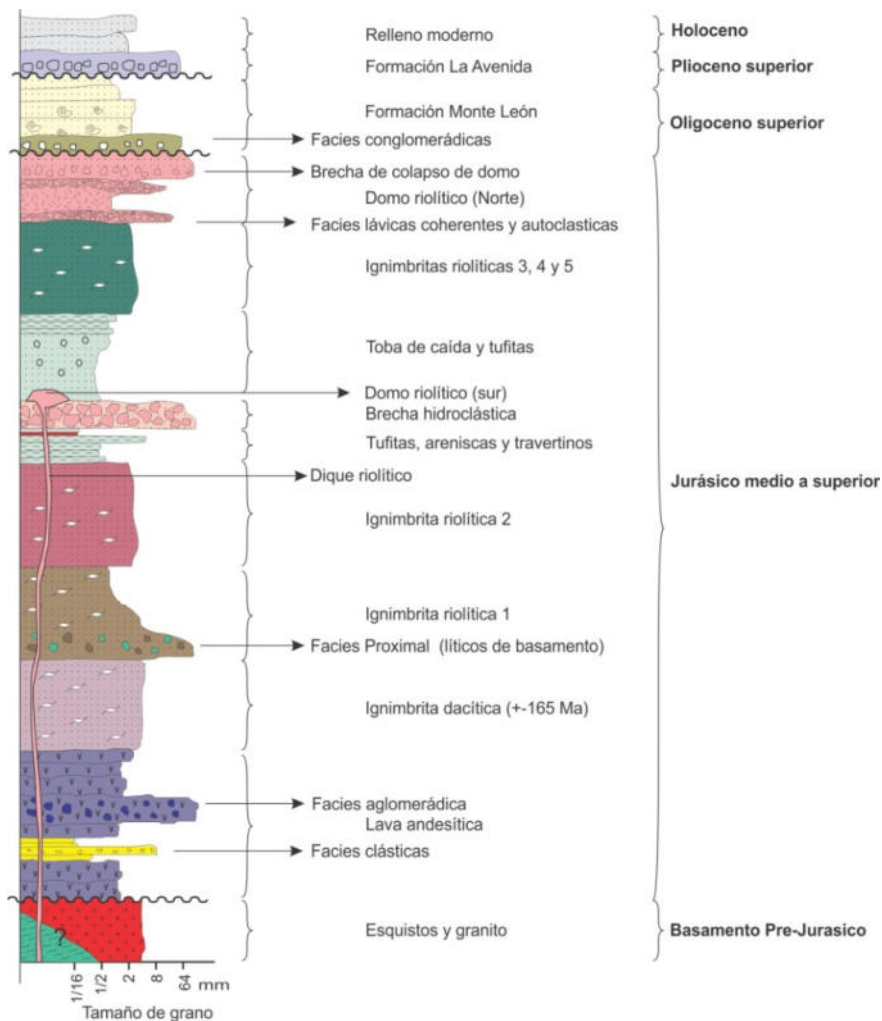 Relleno moderno
Holoceno
Formación La Avenida
Plioceno superior
Formación Monte León
Oligoceno superior
Facies conglomerádicas
Brecha de colapso de domo
Domo riolítico (Norte)
Facies lávicas coherentes y autoclasticas
Ignimbritas riolíticas 3, 4 y 5
Toba de caída y tufitas
Domo riolítico (sur)
Brecha hidroclástica
Tufitas, areniscas y travertinos
Dique riolítico
Jurásico medio a superior
Ignimbrita riolítica 2
Ignimbrita riolítica 1
Facies Proximal (líticos de basamento)
Ignimbrita dacítica (+-165 Ma)
Facies aglomerádica
Lava andesítica
Facies clásticas
Esquistos y granito
Basamento Pre-Jurasico
?
1/16 1/2 2 8 64 mm
Tamaño de grano